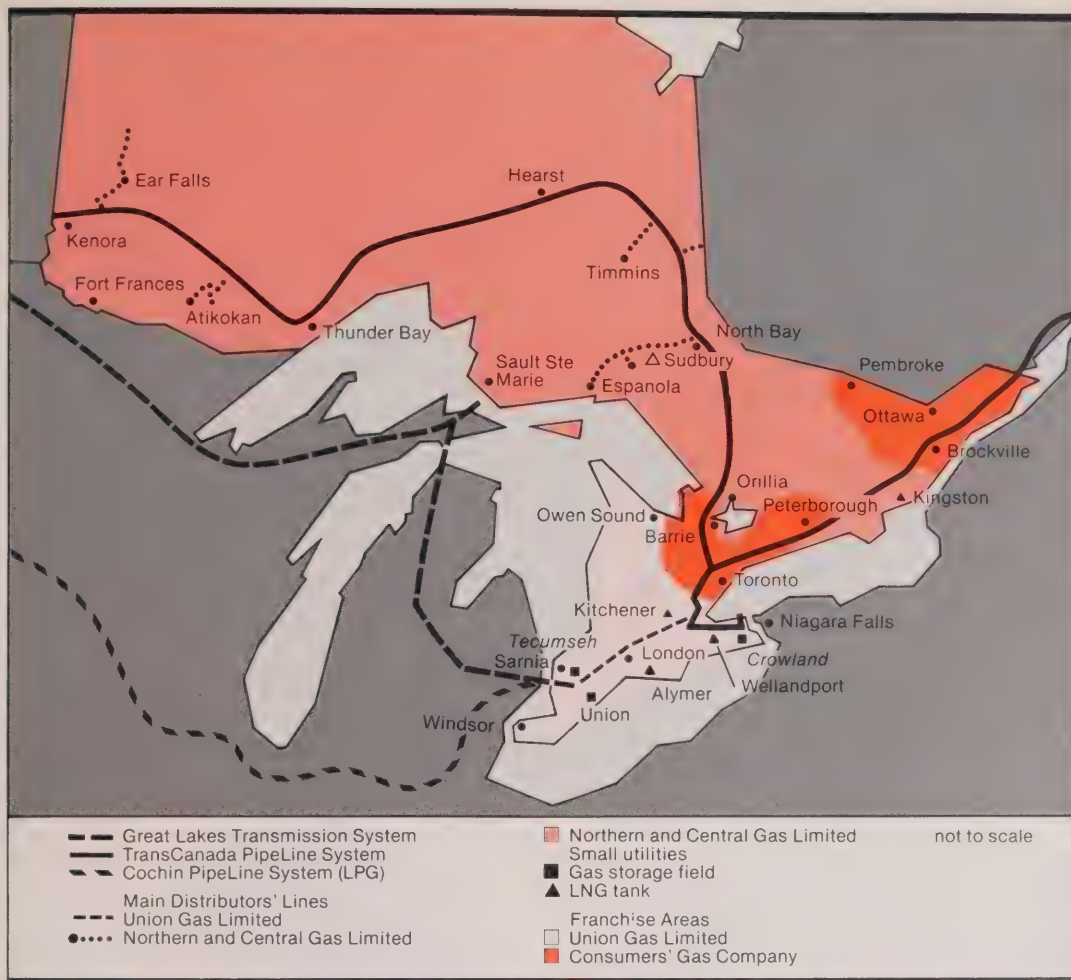 Ear Falls
Hearst
Kenora
Timmins
Fort Frances
Atikokan
Thunder Bay
North Bay
Sudbury
Sault Ste
Marie
Espanola
Pembroke
Ottawa
Brockville
Orillia
Peterborough
Kingston
Owen Sound
Barrie
Toronto
Kitchener
Niagara Falls
Tecumseh
London
Crowland
Sarnia
Alymer
Wellandport
Union
Windsor
Great Lakes Transmission System
TransCanada PipeLine System
Cochin PipeLine System (LPG)
Main Distributors' Lines
Union Gas Limited
Northern and Central Gas Limited
Northern and Central Gas Limited
Small utilities
Gas storage field
LNG tank
Franchise Areas
Union Gas Limited
Consumers' Gas Company
not to scale